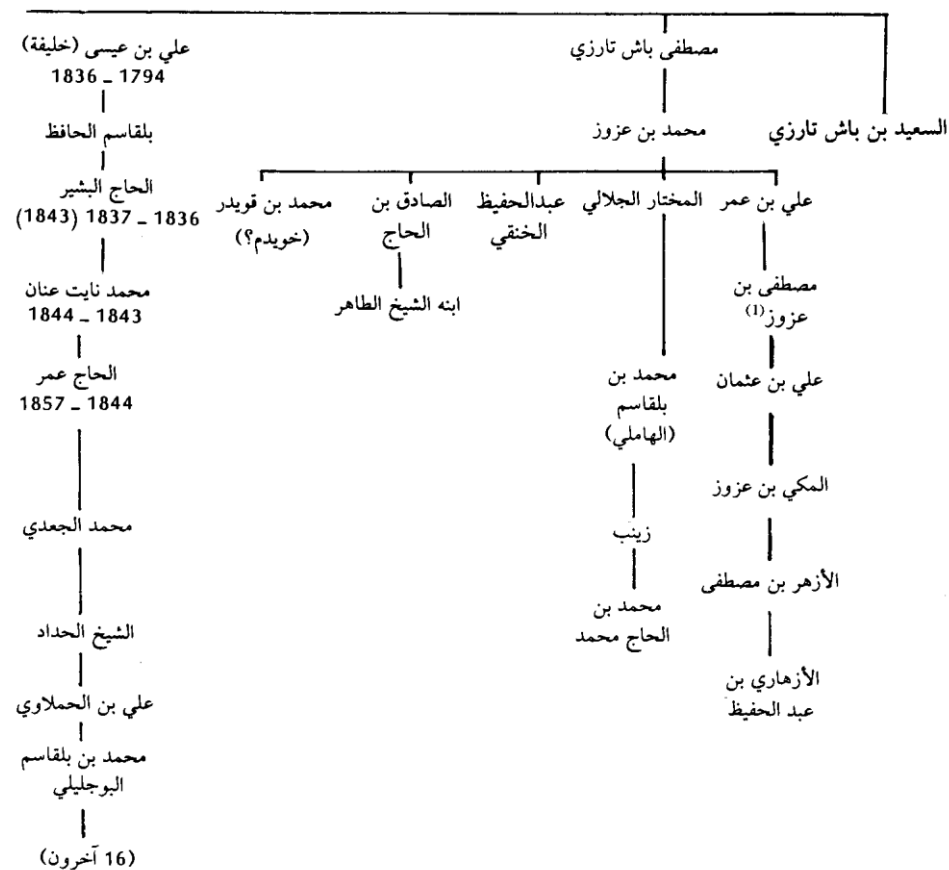 مصطفى باش تارزي
علي بن عيسى (خليفة)
1794 – 1836
السعيد بن باش تارزي
محمد بن عزوز
بلقاسم الحافظ
علي بن عمر
المختار الجلالي
عبدالحفيظ
الخنقي
الصادق بن
الحاج
محمد بن قويدر
(خويدم؟)
الحاج البشير
1836 – 1837 (1843)
مصطفى بن
عزوز(1)
ابنه الشيخ الطاهر
محمد نايت عنان
1843 – 1844
علي بن عثمان
محمد بن
بلقاسم
(الهاملي)
الحاج عمر
1844 – 1857
المكي بن عزوز
زينب
محمد الجعدي
الأزهر بن مصطفى
محمد بن
الحاج محمد
الشيخ الحداد
الأزهاري بن
عبد الحفيظ
علي بن الحملاوي
محمد بن بلقاسم
البوجليلي
(16 آخرون)